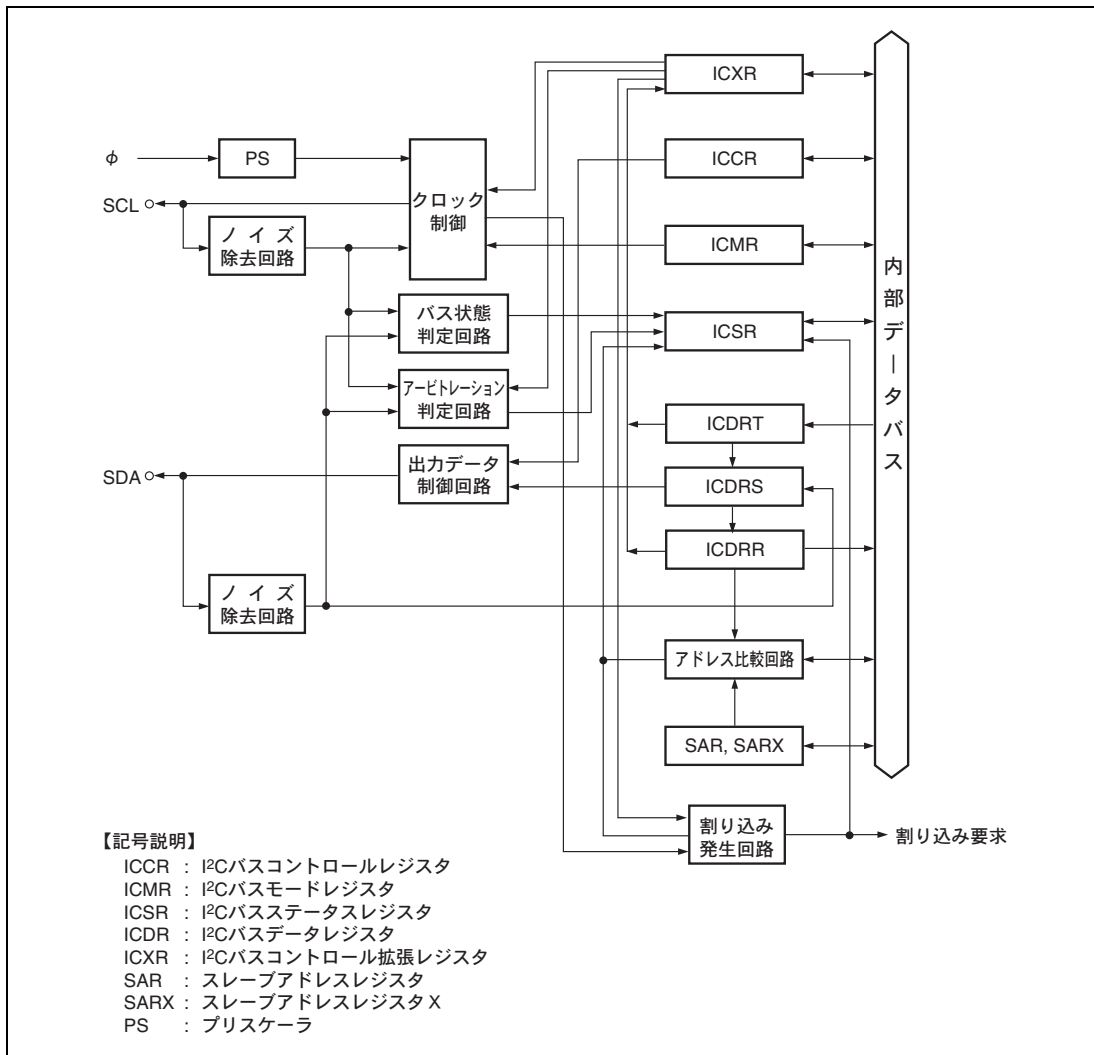 ICXR
φ
PS
ICCR
SCL
クロック
制御
ノイズ
除去回路
ICMR
内部データバス
バス状態
判定回路
ICSR
アービトレーション
判定回路
ICDRT
SDA
出力データ
制御回路
ICDRS
ICDRR
ノイズ
除去回路
アドレス比較回路
SAR, SARX
割り込み
発生回路
割り込み要求
【記号説明】
ICCR : I²Cバスコントロールレジスタ
ICMR : I²Cバスモードレジスタ
ICSR : I²Cバスステータスレジスタ
ICDR : I²Cバスデータレジスタ
ICXR : I²Cバスコントロール拡張レジスタ
SAR : スレーブアドレスレジスタ
SARX : スレーブアドレスレジスタX
PS : プリスケーラ